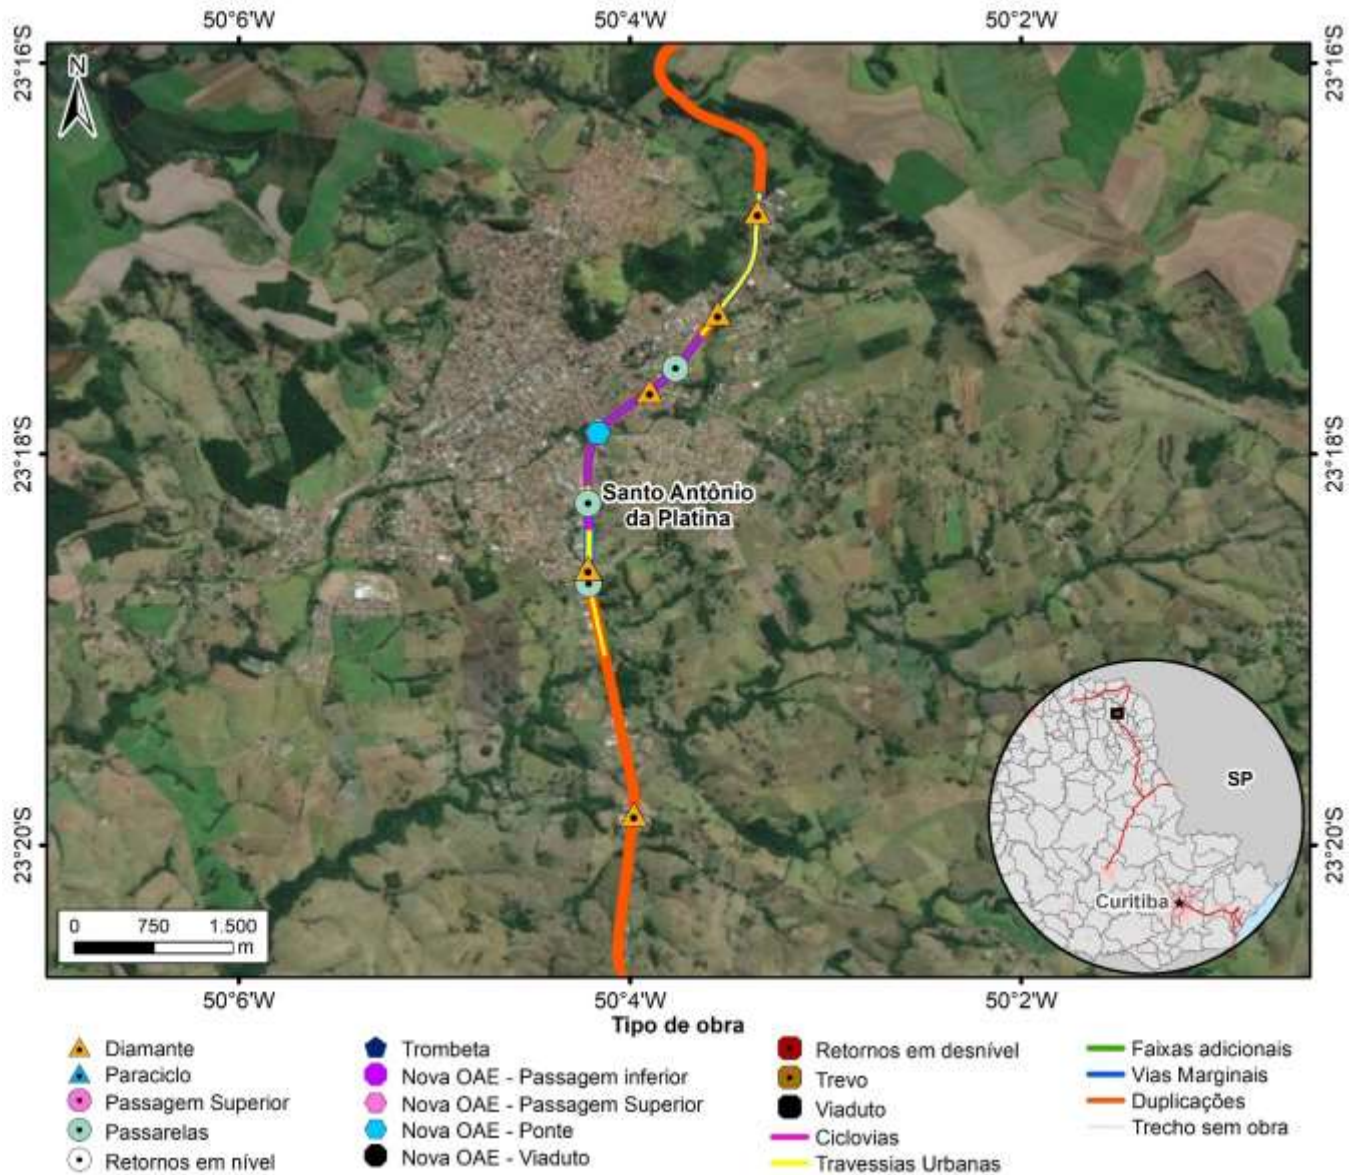 50°6'W
50°4'W
50°2'W
23°16'S
23°16'S
N
23°18'S
23°18'S
Santo Antônio
da Platina
SP
23°20'S
23°20'S
Curitiba
0 750 1.500
m
50°6'W
50°4'W
50°2'W
Tipo de obra
Diamante
Paraciclo
Passagem Superior
Passarelas
Retornos em nível
Trombeta
Nova OAE - Passagem inferior
Nova OAE - Passagem Superior
Nova OAE - Ponte
Nova OAE - Viaduto
Retornos em desnível
Trevo
Viaduto
Ciclovias
Travessias Urbanas
Faixas adicionais
Vias Marginais
Duplicações
Trecho sem obra